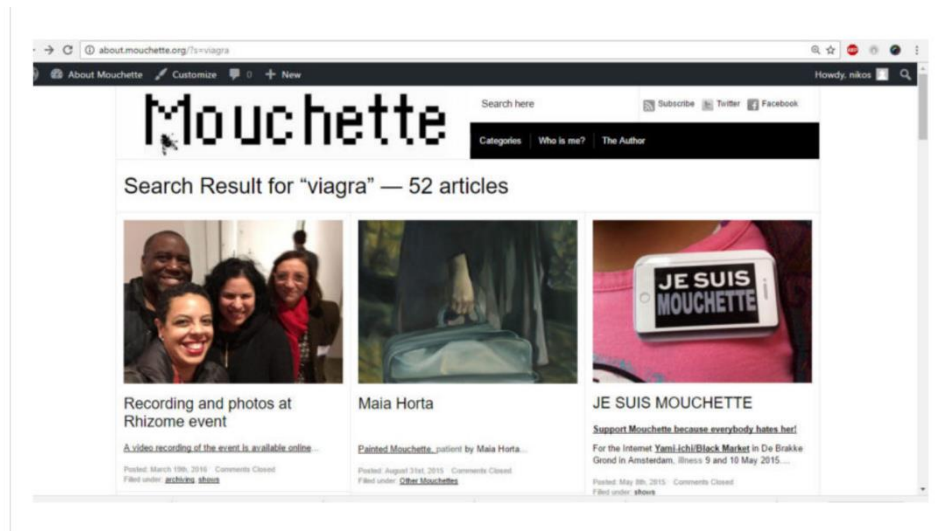 about.mouchette.org/?s=viagra
About Mouchette Customize 0 + New Howdy, nikos
Mouchette
Search here
Subscribe Twitter Facebook
Categories Who is me? The Author
Search Result for “viagra” — 52 articles
JE SUIS
MOUCHETTE
Recording and photos at
Rhizome event
A video recording of the event is available online...
Posted: March 19th, 2016 Comments Closed
Filed under: archiving, shows
Maia Horta
Painted Mouchette, patient by Maia Horta...
Posted: August 31st, 2015 Comments Closed
Filed under: Other Mouchettes
JE SUIS MOUCHETTE
Support Mouchette because everybody hates her!
For the Internet Yami-ichi/Black Market in De Brakke
Grond in Amsterdam, illness 9 and 10 May 2015....
Posted: May 8th, 2015 Comments Closed
Filed under: shows